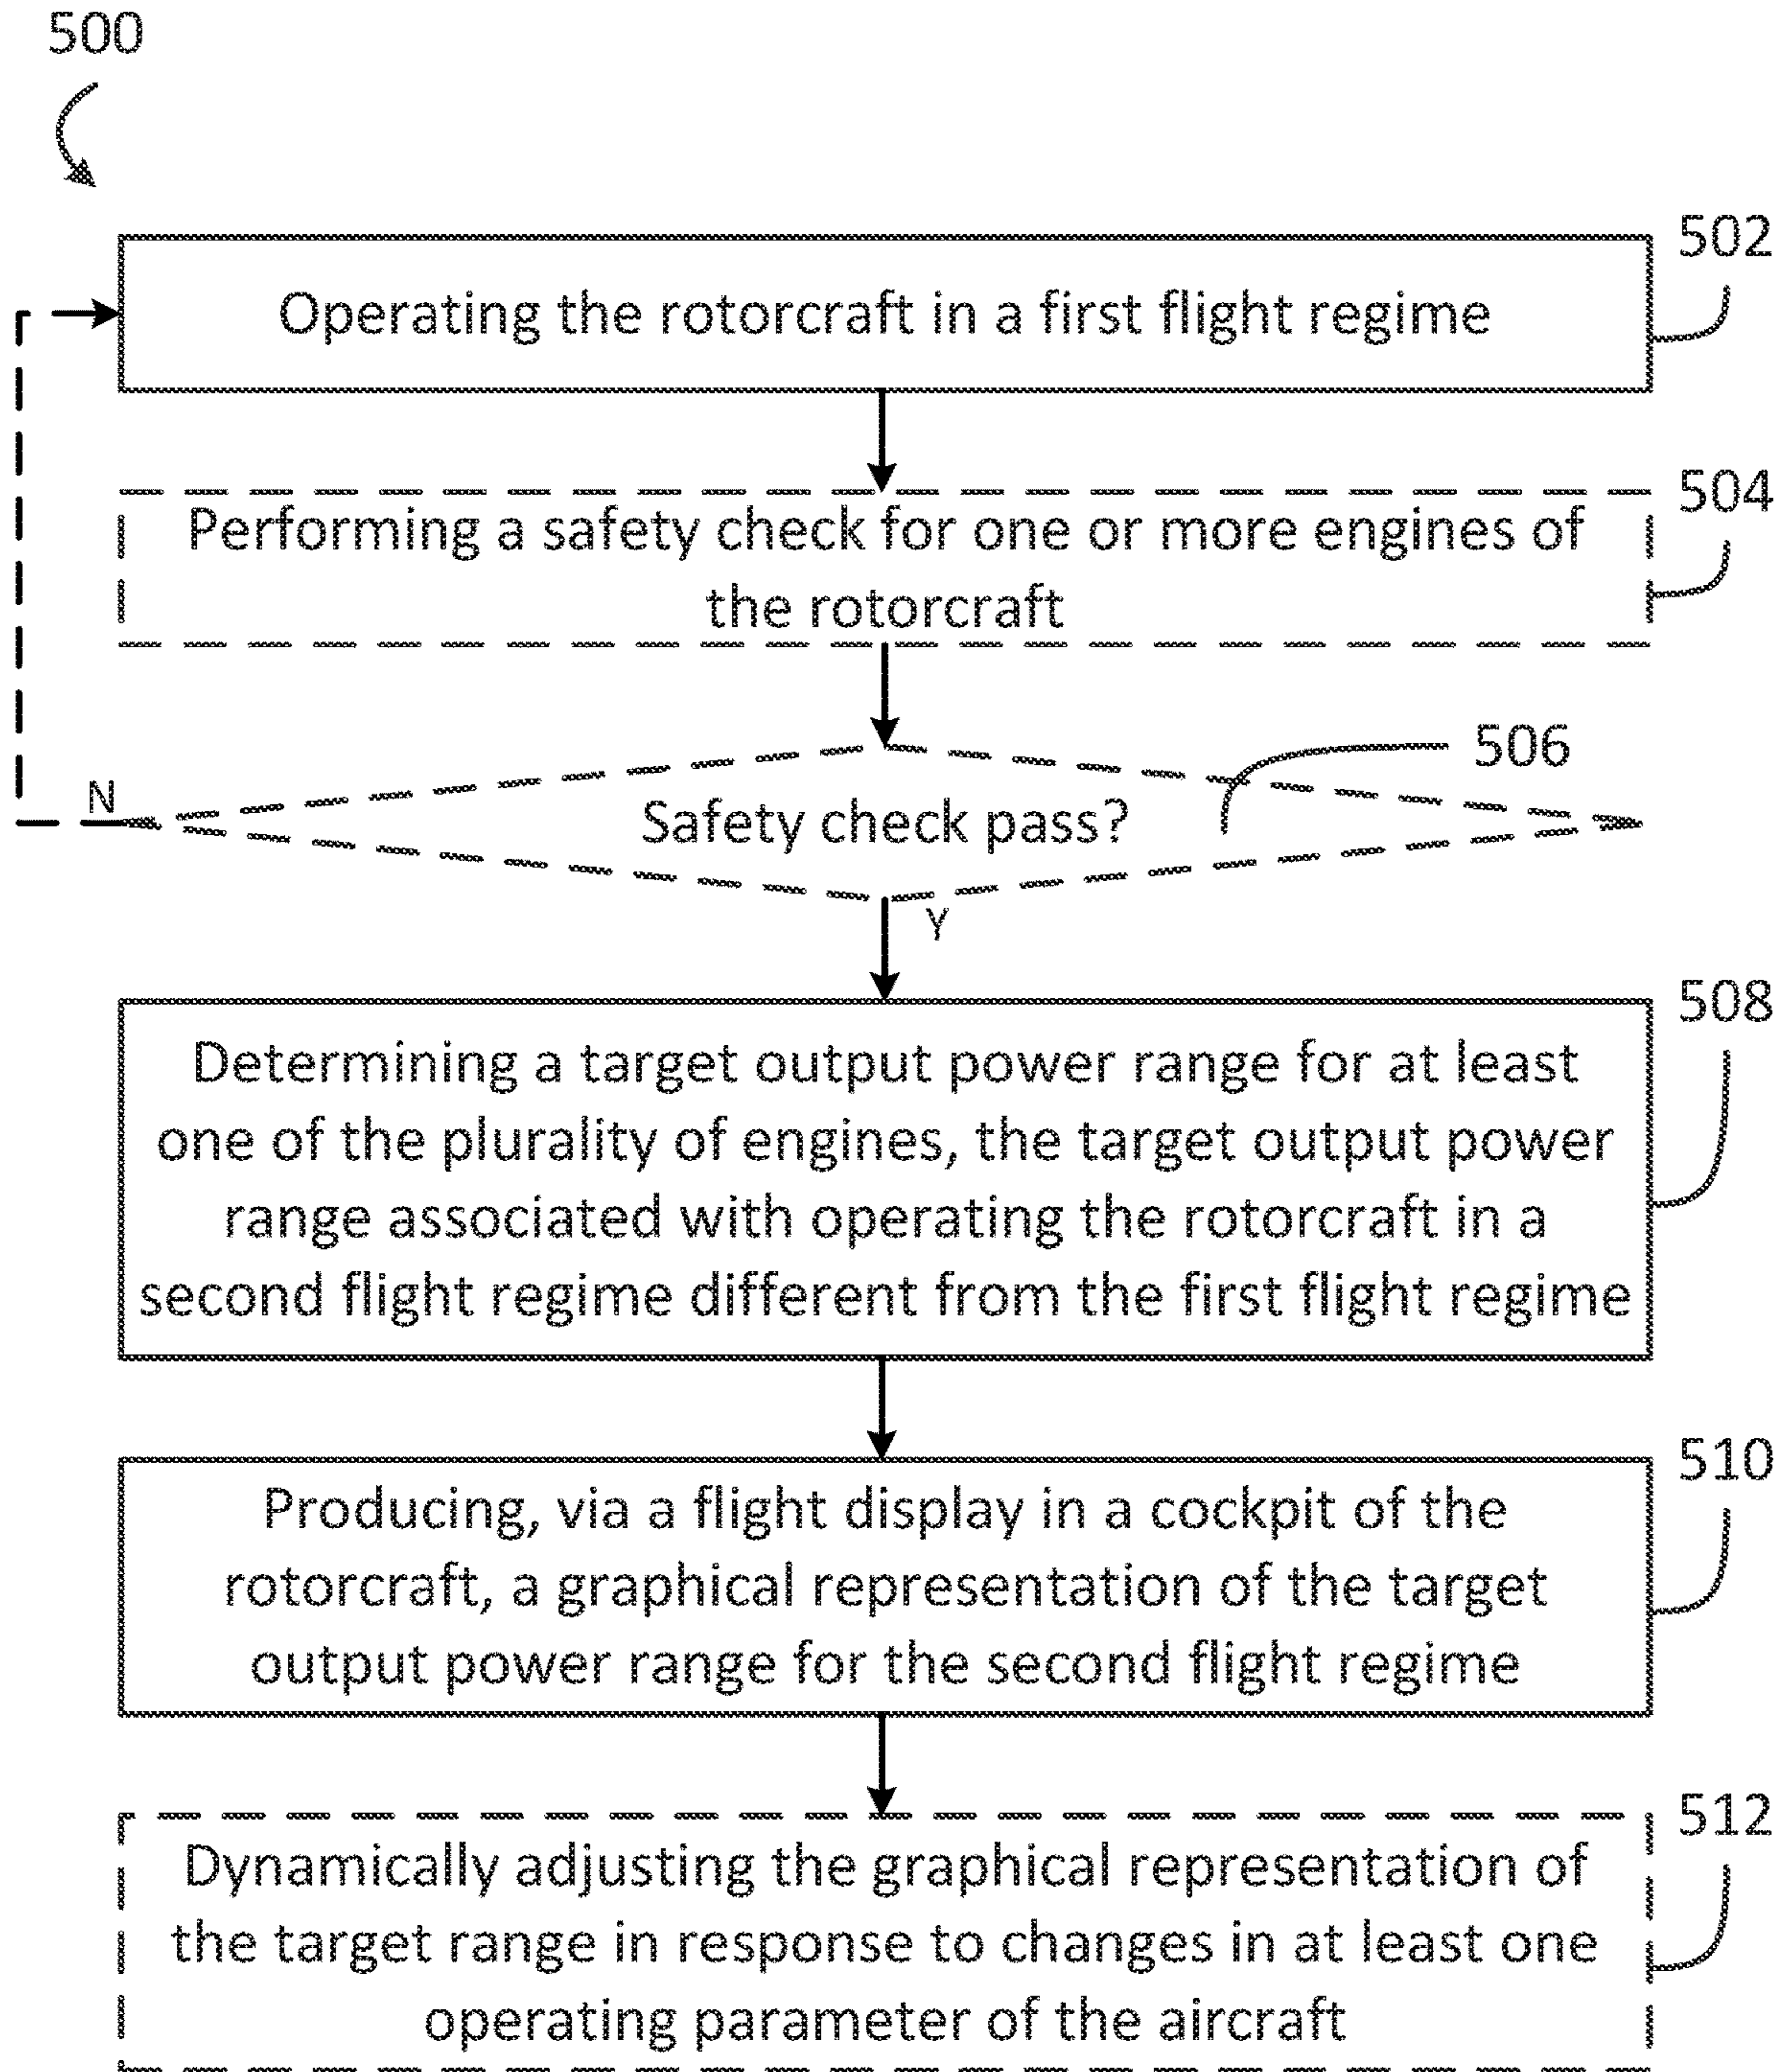 500
502
Operating the rotorcraft in a first flight regime
504
Performing a safety check for one or more engines of
the rotorcraft
506
N
Safety check pass?
Y
508
Determining a target output power range for at least
one of the plurality of engines, the target output power
range associated with operating the rotorcraft in a
second flight regime different from the first flight regime
510
Producing, via a flight display in a cockpit of the
rotorcraft, a graphical representation of the target
output power range for the second flight regime
512
Dynamically adjusting the graphical representation of
the target range in response to changes in at least one
operating parameter of the aircraft